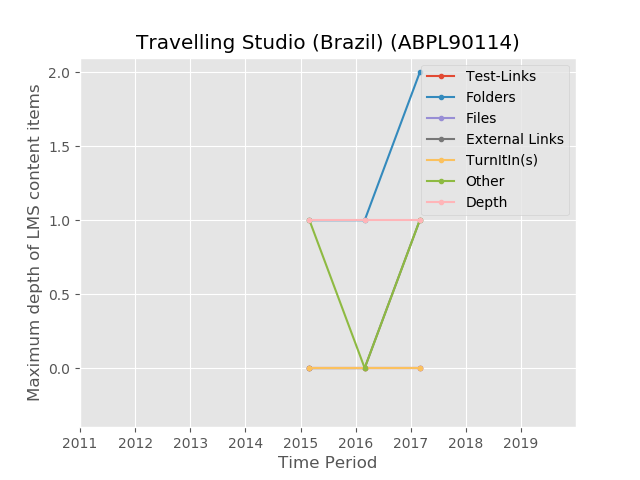 Travelling Studio (Brazil) (ABPL90114)
Maximum depth of LMS content items
2.0
1.5
1.0
0.5
0.0
Test-Links
Folders
Files
External Links
TurnItIn(s)
Other
Depth
2011 2012 2013 2014 2015 2016 2017 2018 2019
Time Period